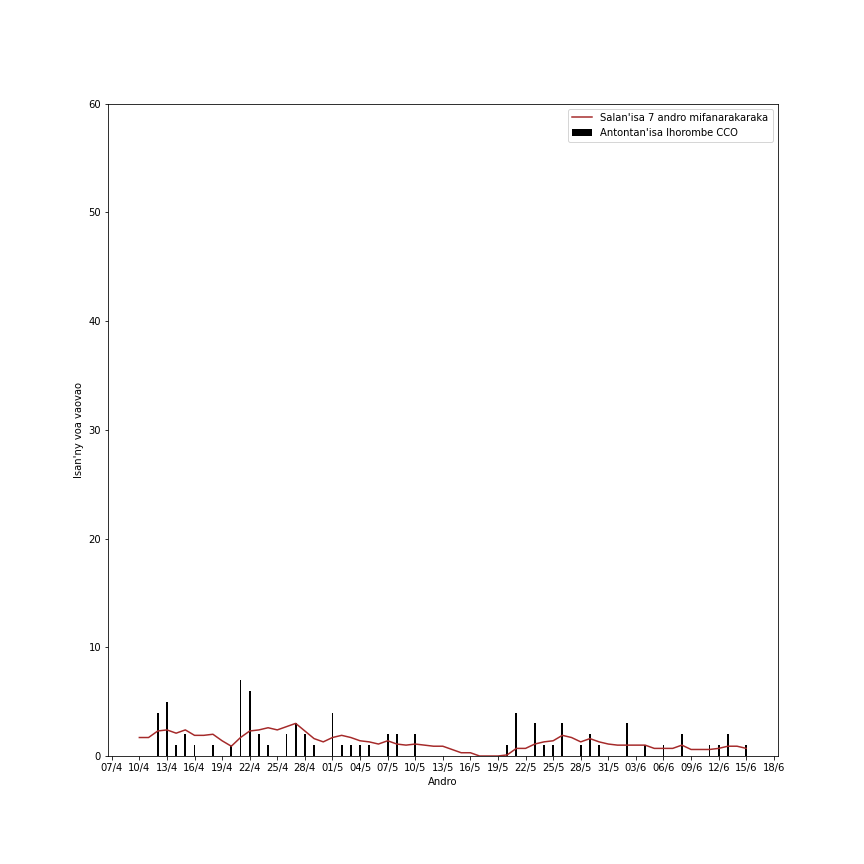 Salan'isa 7 andro mifanarakaraka
Antontan'isa Ihorombe CCO
60
50
40
30
20
10
0
Isan'ny voa vaovao
07/4 10/4 13/4 16/4 19/4 22/4 25/4 28/4 01/5 04/5 07/5 10/5 13/5 16/5 19/5 22/5 25/5 28/5 31/5 03/6 06/6 09/6 12/6 15/6 18/6
Andro